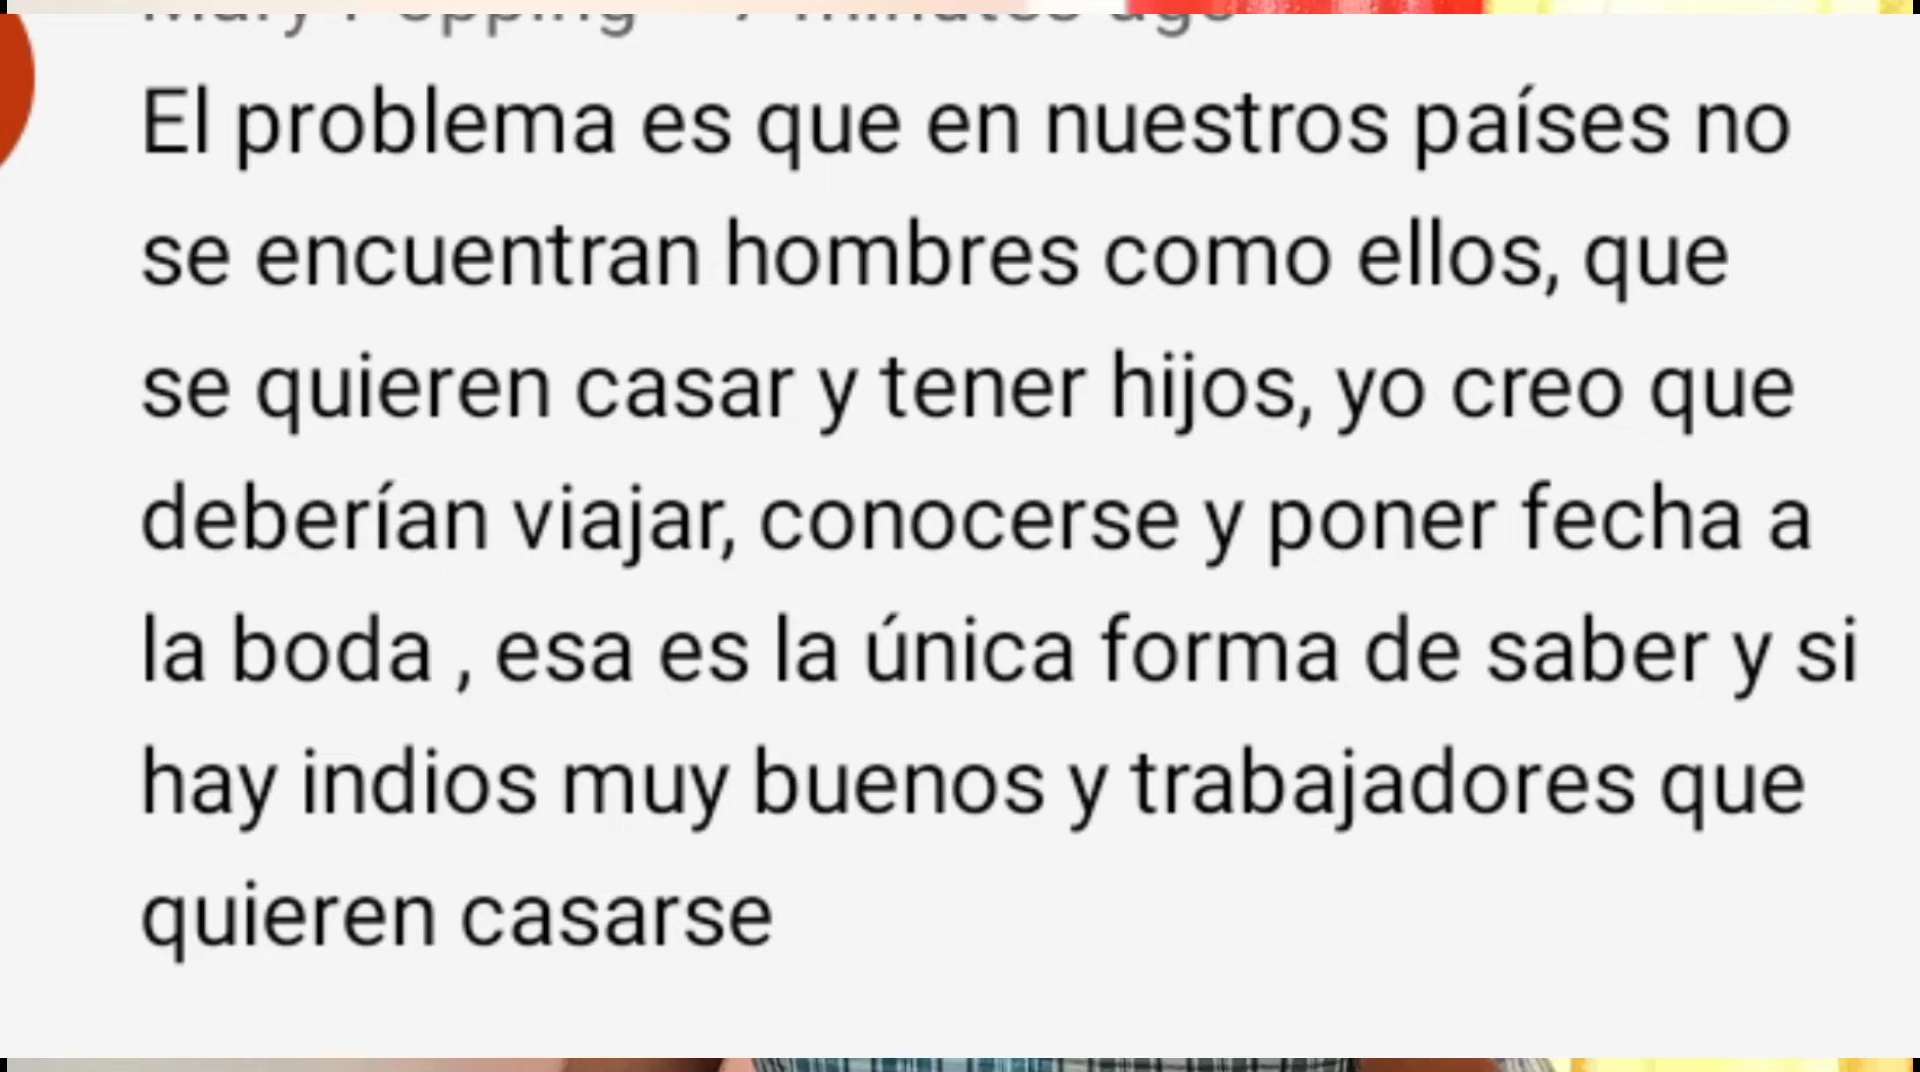 minutes ago
El problema es que en nuestros países no
se encuentran hombres como ellos, que
se quieren casar y tener hijos, yo creo que
deberían viajar, conocerse y poner fecha a
la boda , esa es la única forma de saber y si
hay indios muy buenos y trabajadores que
quieren casarse